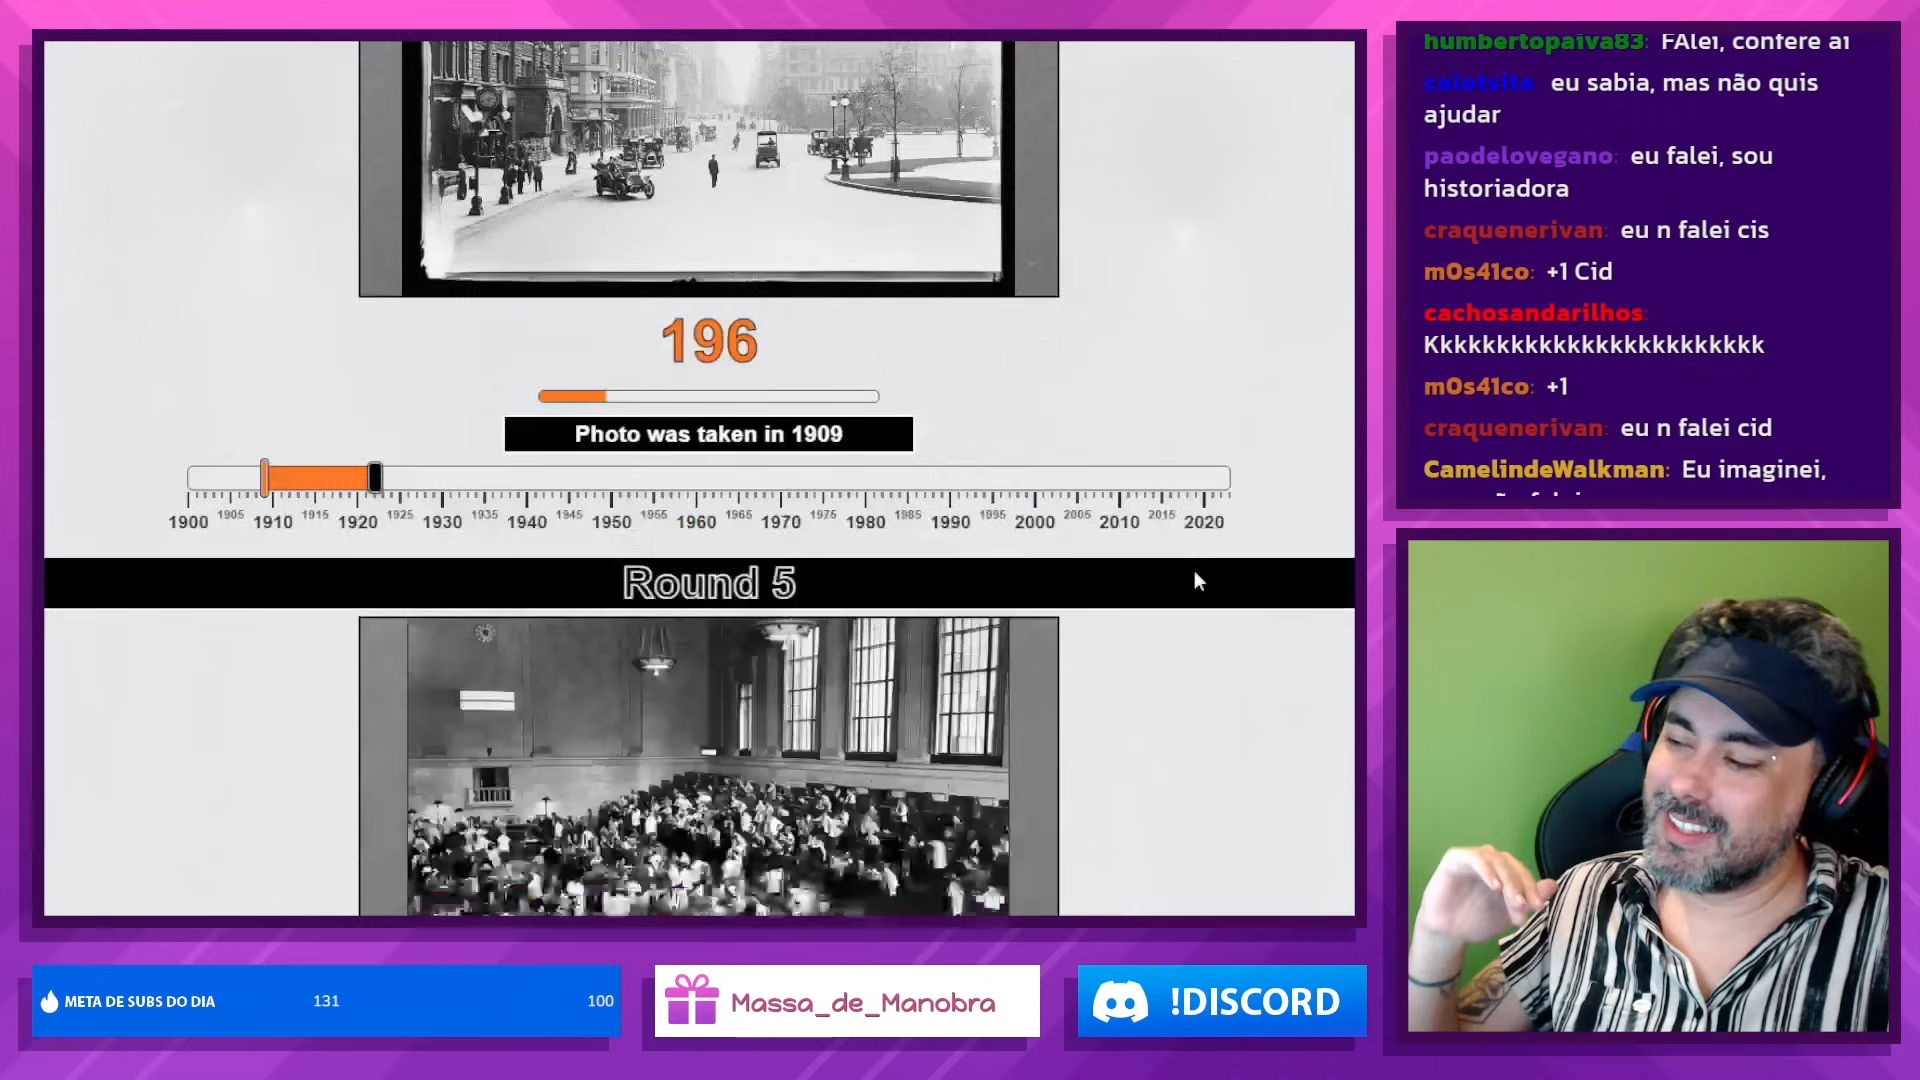 196
Photo was taken in 1909
1900 1905 1910 1915 1920 1925 1930 1935 1940 1945 1950 1955 1960 1965 1970 1975 1980 1985 1990 1995 2000 2005 2010 2015 2020
Round 5
humbertopaiva83: FAlei, confere ai
calotsita eu sabia, mas não quis
ajudar
paodelovegano: eu falei, sou
historiadora
craquenerivan: eu n falei cis
m0s41co: +1 Cid
cachosandarilhos:
Kkkkkkkkkkkkkkkkkkkkkkkk
m0s41co: +1
craquenerivan: eu n falei cid
CamelindeWalkman: Eu imaginei,
META DE SUBS DO DIA 131 100
Massa_de_Manobra
!DISCORD